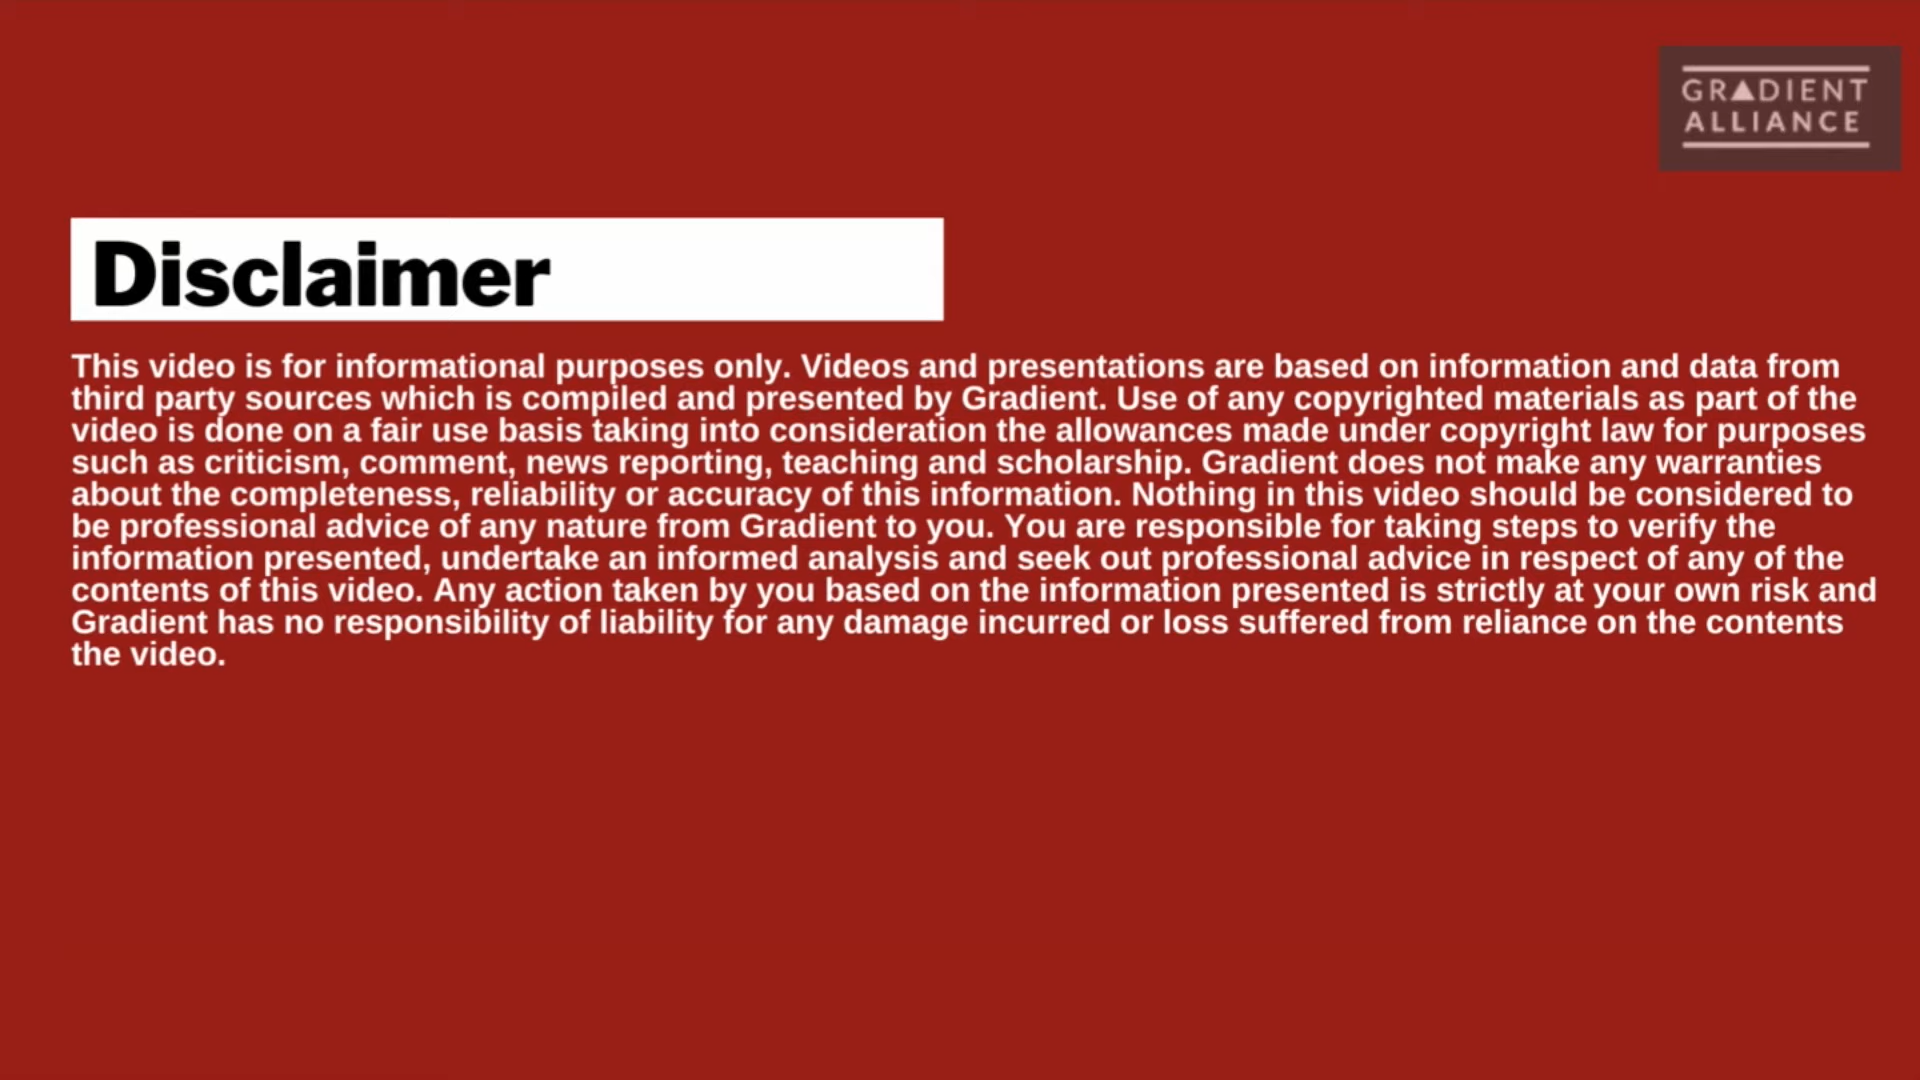 GRADIENT
ALLIANCE
Disclaimer
This video is for informational purposes only. Videos and presentations are based on information and data from
third party sources which is compiled and presented by Gradient. Use of any copyrighted materials as part of the
video is done on a fair use basis taking into consideration the allowances made under copyright law for purposes
such as criticism, comment, news reporting, teaching and scholarship. Gradient does not make any warranties
about the completeness, reliability or accuracy of this information. Nothing in this video should be considered to
be professional advice of any nature from Gradient to you. You are responsible for taking steps to verify the
information presented, undertake an informed analysis and seek out professional advice in respect of any of the
contents of this video. Any action taken by you based on the information presented is strictly at your own risk and
Gradient has no responsibility of liability for any damage incurred or loss suffered from reliance on the contents
the video.